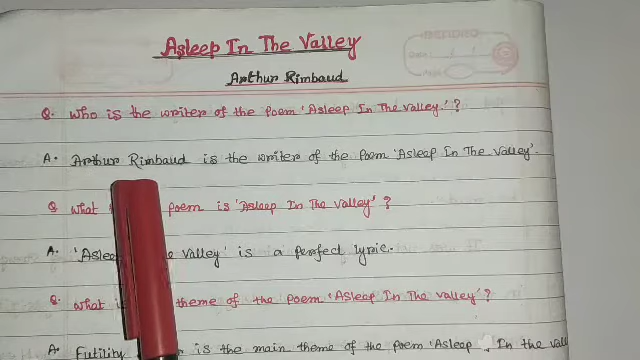 Asleep In The Valley
Arthur Rimbaud
Q. Who is the writer of the poem 'Asleep In The Valley'?
A. Arthur Rimbaud is the writer of the poem 'Asleep In The Valley'.
Q What poem is 'Asleep In The Valley'?
A. Valley' is a perfect lyric.
Q. What theme of the poem 'Asleep In The Valley'?
A. Futility is the main theme of the poem 'Asleep In the